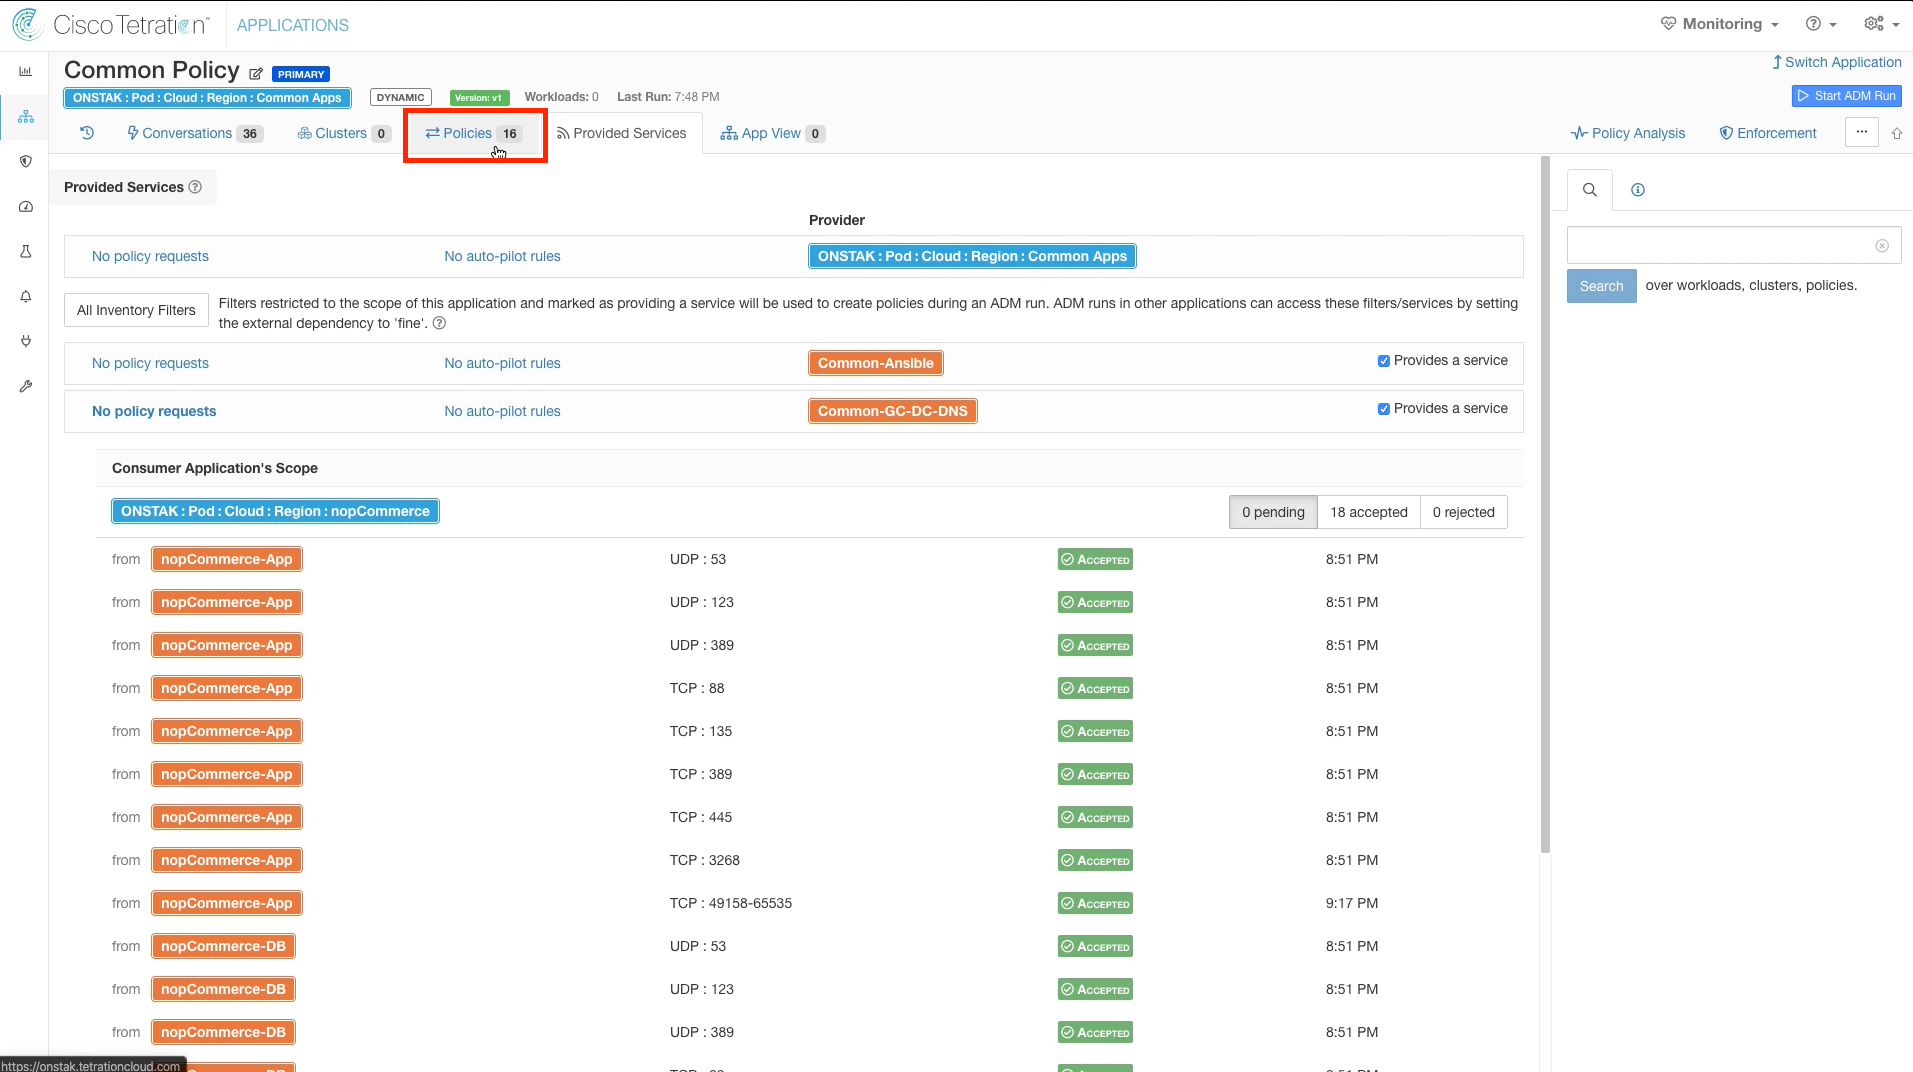 Cisco Tetration™ APPLICATIONS Monitoring
Common Policy PRIMARY Switch Application
ONSTAK : Pod : Cloud : Region : Common Apps DYNAMIC Version: v1 Workloads: 0 Last Run: 7:48 PM Start ADM Run
Conversations 36 Clusters 0 Policies 16 Provided Services App View 0 Policy Analysis Enforcement ...
Provided Services
Provider
No policy requests No auto-pilot rules ONSTAK : Pod : Cloud : Region : Common Apps
All Inventory Filters Filters restricted to the scope of this application and marked as providing a service will be used to create policies during an ADM run. ADM runs in other applications can access these filters/services by setting
the external dependency to 'fine'.
Search over workloads, clusters, policies.
No policy requests No auto-pilot rules Common-Ansible Provides a service
No policy requests No auto-pilot rules Common-GC-DC-DNS Provides a service
Consumer Application's Scope
ONSTAK : Pod : Cloud : Region : nopCommerce 0 pending 18 accepted 0 rejected
from nopCommerce-App UDP : 53 ACCEPTED 8:51 PM
from nopCommerce-App UDP : 123 ACCEPTED 8:51 PM
from nopCommerce-App UDP : 389 ACCEPTED 8:51 PM
from nopCommerce-App TCP : 88 ACCEPTED 8:51 PM
from nopCommerce-App TCP : 135 ACCEPTED 8:51 PM
from nopCommerce-App TCP : 389 ACCEPTED 8:51 PM
from nopCommerce-App TCP : 445 ACCEPTED 8:51 PM
from nopCommerce-App TCP : 3268 ACCEPTED 8:51 PM
from nopCommerce-App TCP : 49158-65535 ACCEPTED 9:17 PM
from nopCommerce-DB UDP : 53 ACCEPTED 8:51 PM
from nopCommerce-DB UDP : 123 ACCEPTED 8:51 PM
from nopCommerce-DB UDP : 389 ACCEPTED 8:51 PM
https://onstak.tetrationcloud.com